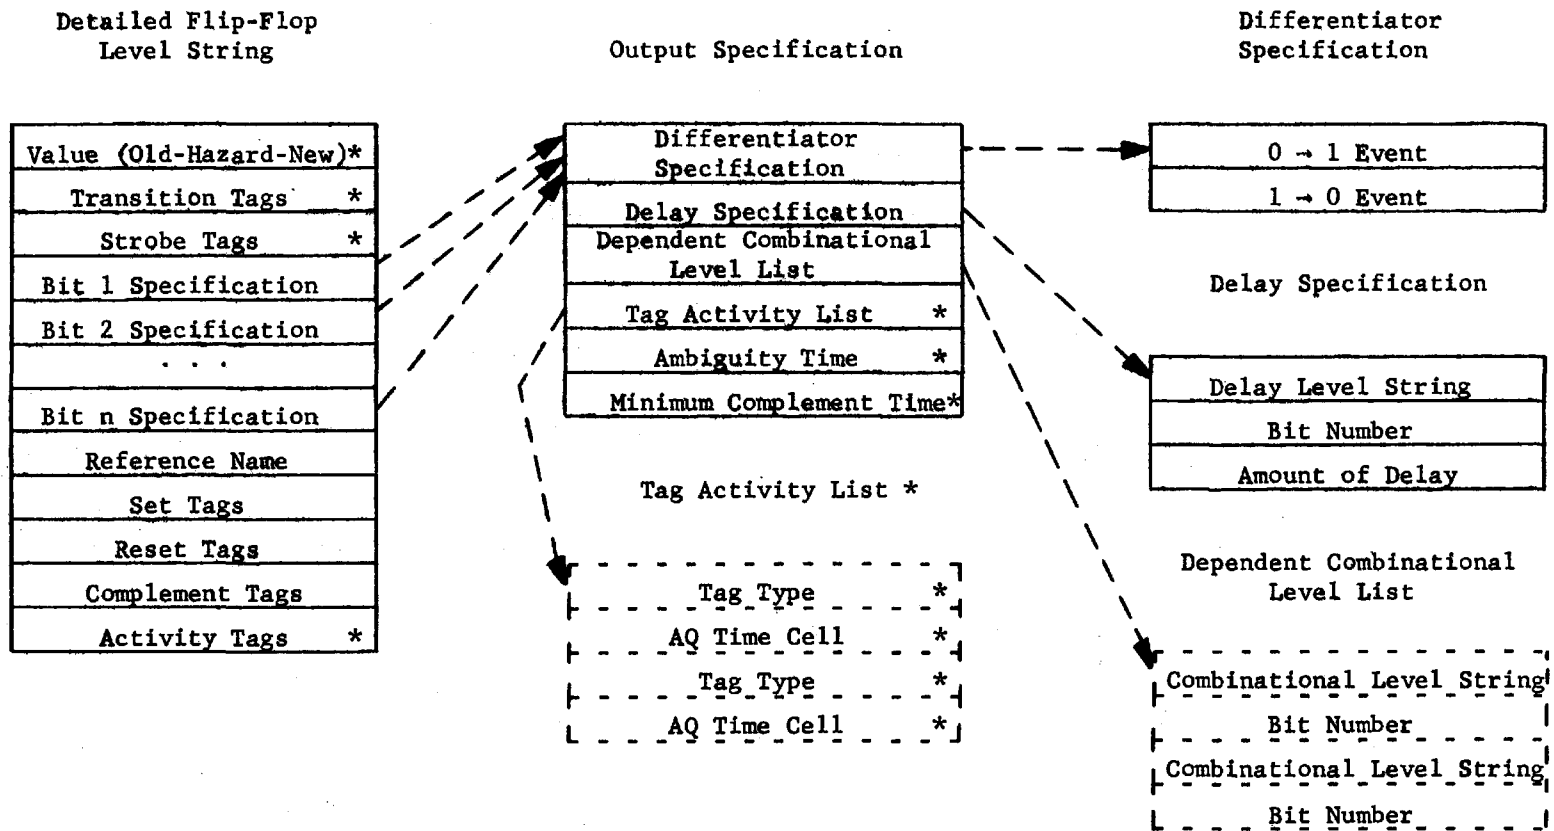 Detailed Flip-Flop
Level String
Value (Old-Hazard-New)*
Transition Tags *
Strobe Tags *
Bit 1 Specification
Bit 2 Specification
. . .
Bit n Specification
Reference Name
Set Tags
Reset Tags
Complement Tags
Activity Tags *
Output Specification
Differentiator
Specification
Delay Specification
Dependent Combinational
Level List
Tag Activity List *
Ambiguity Time *
Minimum Complement Time*
Tag Activity List *
Tag Type *
AQ Time Cell *
Tag Type *
AQ Time Cell *
Differentiator
Specification
0 → 1 Event
1 → 0 Event
Delay Specification
Delay Level String
Bit Number
Amount of Delay
Dependent Combinational
Level List
Combinational Level String
Bit Number
Combinational Level String
Bit Number